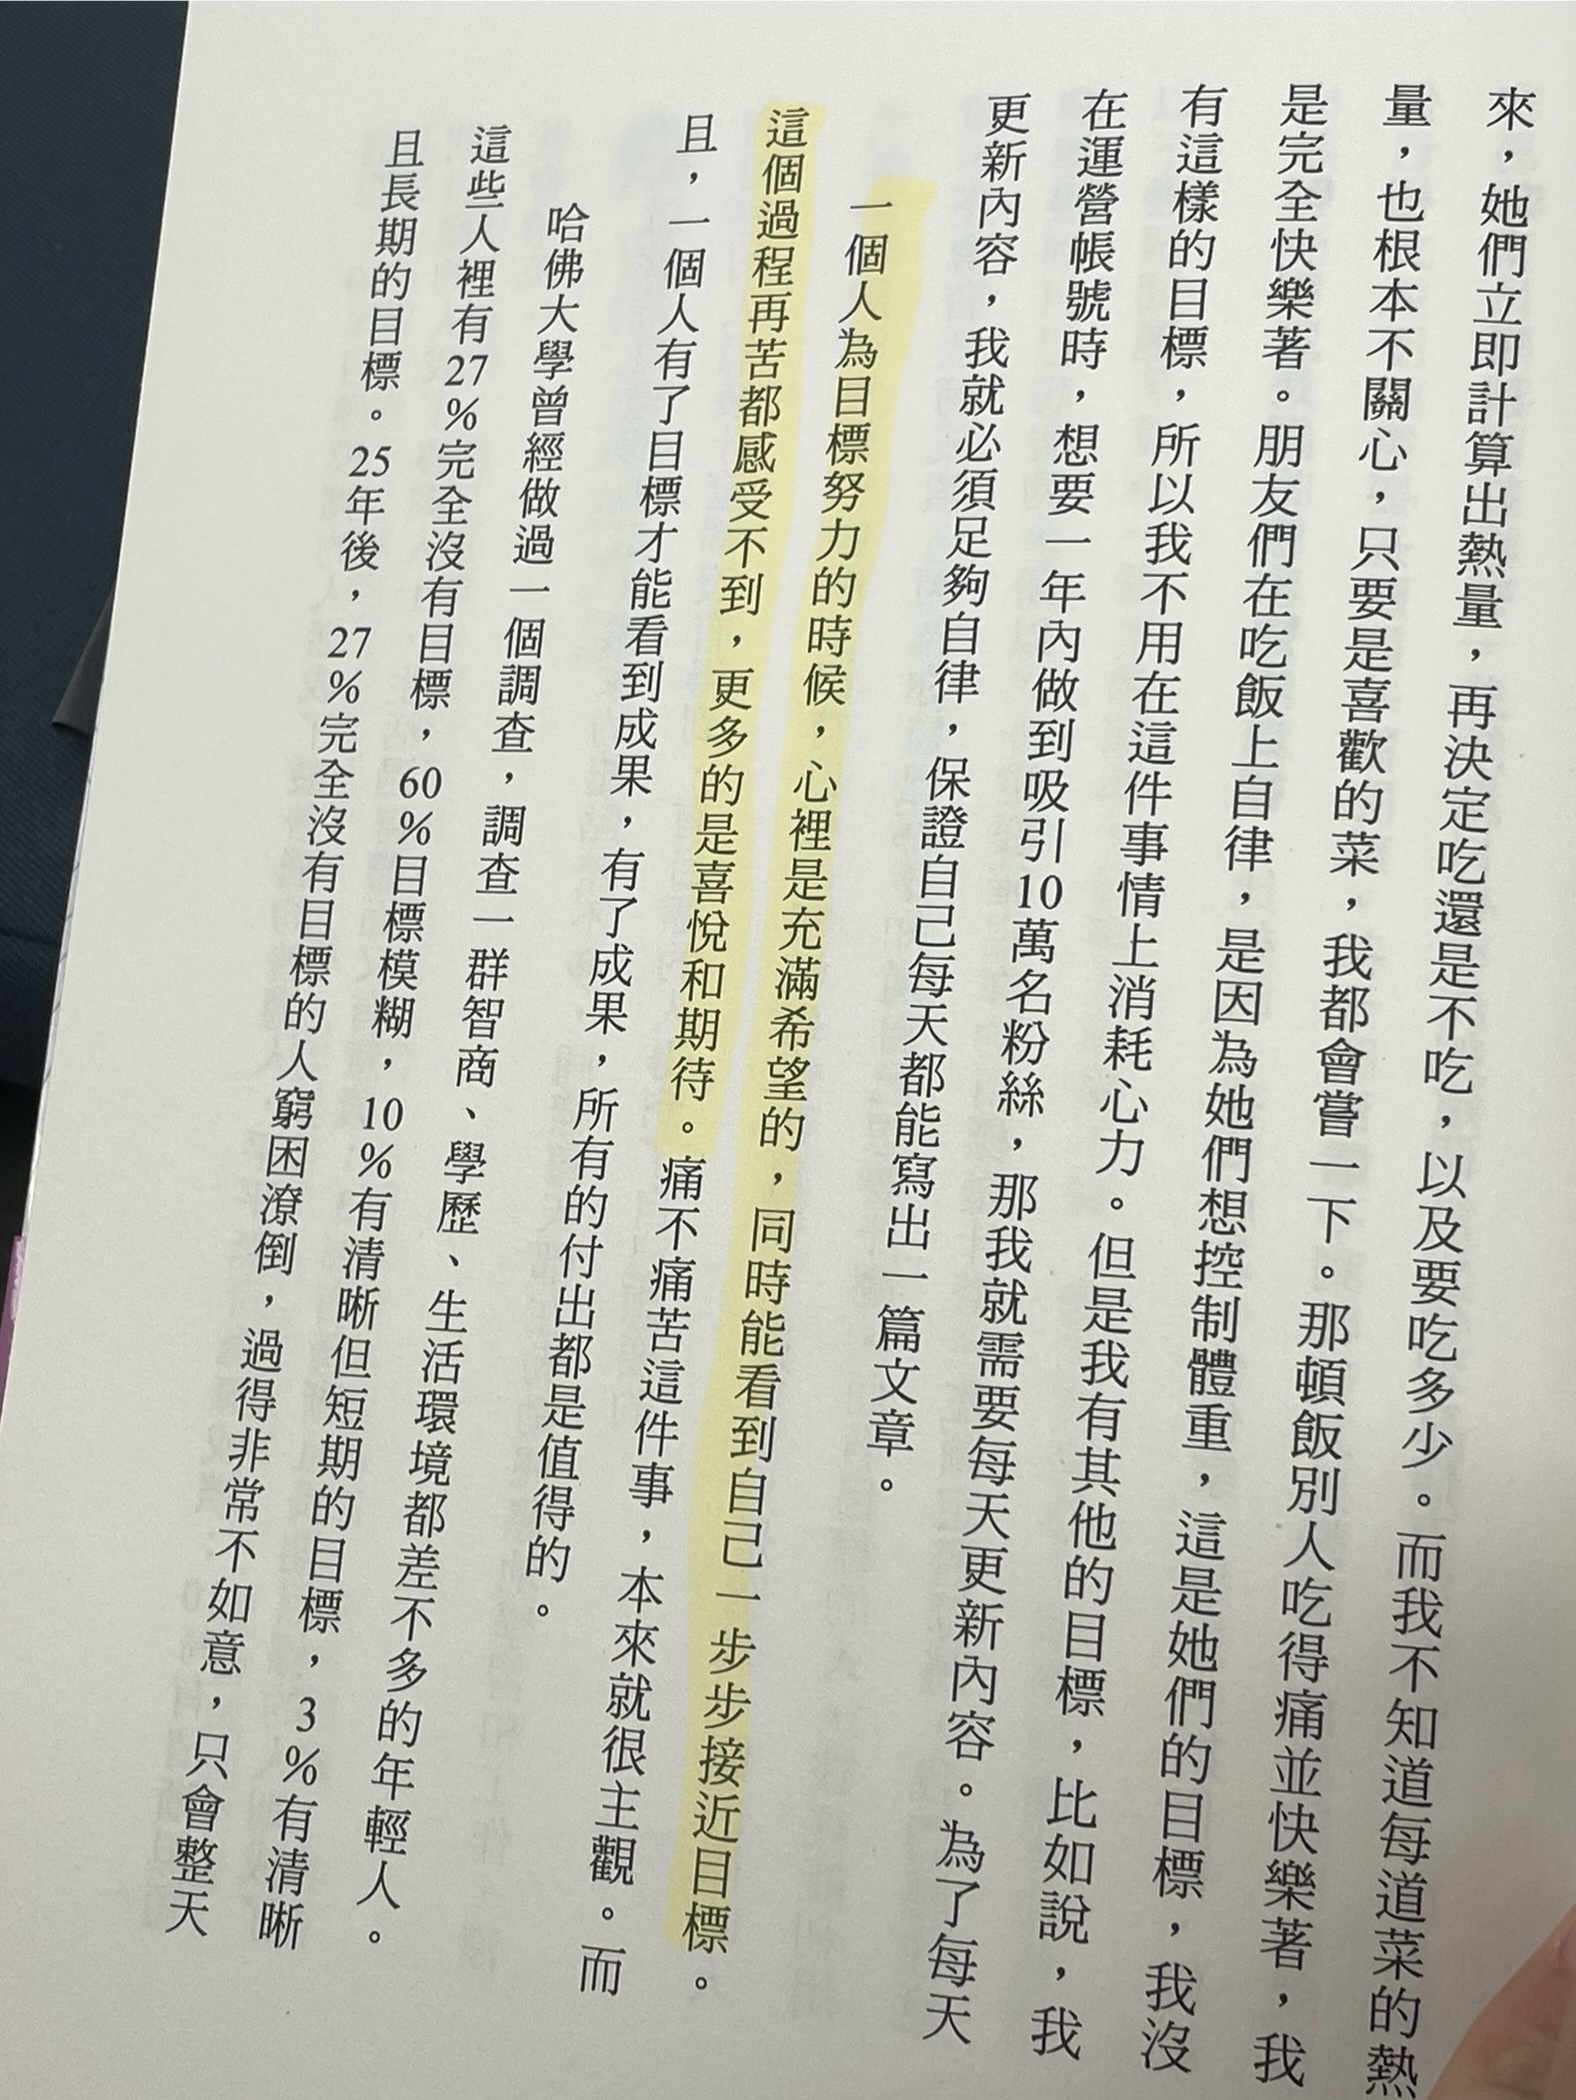 來，她們立即計算出熱量，再決定吃還是不吃，以及要吃多少。而我不知道每道菜的熱
量，也根本不關心，只要是喜歡的菜，我都會嘗一下。那頓飯別人吃得痛並快樂著，我
是完全快樂著。朋友們在吃飯上自律，是因為她們想控制體重，這是她們的目標，我沒
有這樣的目標，所以我不用在這件事情上消耗心力。但是我有其他的目標，比如說，我
在運營帳號時，想要一年內做到吸引10萬名粉絲，那我就需要每天更新內容。為了每天
更新內容，我就必須足夠自律，保證自己每天都能寫出一篇文章。
一個人為目標努力的時候，心裡是充滿希望的，同時能看到自己一步步接近目標。
這個過程再苦都感受不到，更多的是喜悅和期待。痛不痛苦這件事，本來就很主觀。而
且，一個人有了目標才能看到成果，有了成果，所有的付出都是值得的。
哈佛大學曾經做過一個調查，調查一群智商、學歷、生活環境都差不多的年輕人。
這些人裡有27%完全沒有目標，60%目標模糊，10%有清晰但短期的目標，3%有清晰
且長期的目標。25年後，27%完全沒有目標的人窮困潦倒，過得非常不如意，只會整天